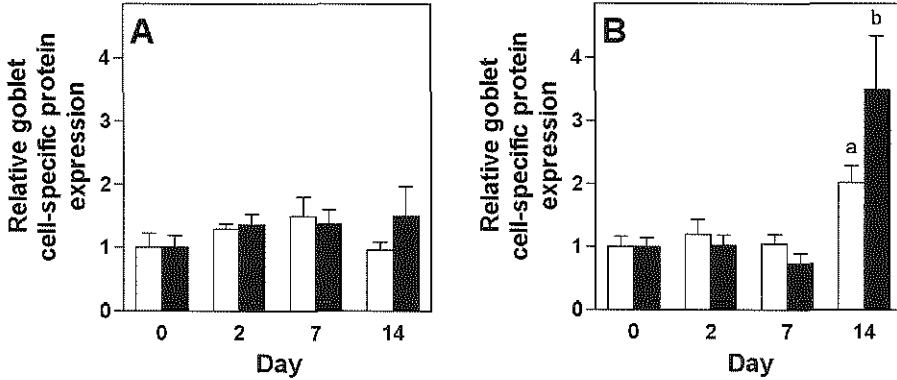 A
Relative goblet
cell-specific protein
expression
4
3
2
1
0
0 2 7 14
Day
B
Relative goblet
cell-specific protein
expression
4
3
2
1
0
a
b
0 2 7 14
Day